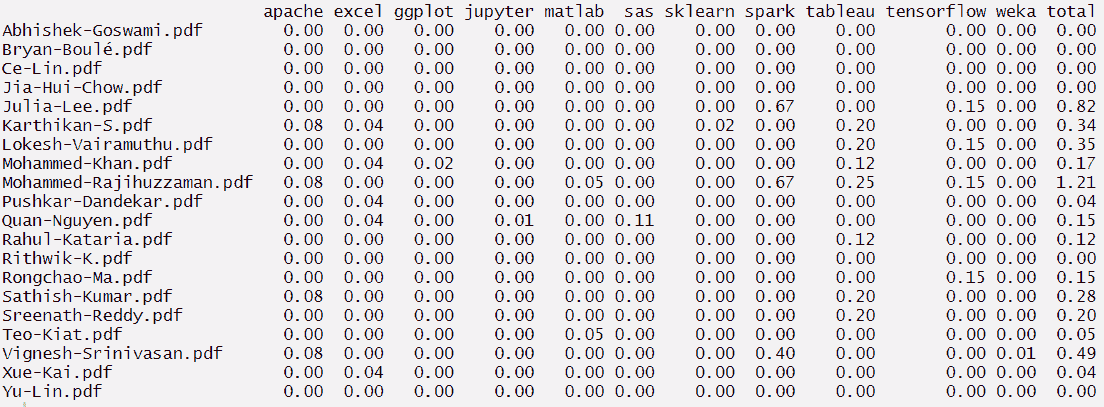 apache excel ggplot jupyter matlab sas sklearn spark tableau tensorflow weka total
Abhishek-Goswami.pdf 0.00 0.00 0.00 0.00 0.00 0.00 0.00 0.00 0.00 0.00 0.00 0.00
Bryan-Boulé.pdf 0.00 0.00 0.00 0.00 0.00 0.00 0.00 0.00 0.00 0.00 0.00 0.00
Ce-Lin.pdf 0.00 0.00 0.00 0.00 0.00 0.00 0.00 0.00 0.00 0.00 0.00 0.00
Jia-Hui-Chow.pdf 0.00 0.00 0.00 0.00 0.00 0.00 0.00 0.00 0.00 0.00 0.00 0.00
Julia-Lee.pdf 0.00 0.00 0.00 0.00 0.00 0.00 0.00 0.67 0.00 0.15 0.00 0.82
Karthikan-S.pdf 0.08 0.04 0.00 0.00 0.00 0.00 0.02 0.00 0.20 0.00 0.00 0.34
Lokesh-Vairamuthu.pdf 0.00 0.00 0.00 0.00 0.00 0.00 0.00 0.00 0.20 0.15 0.00 0.35
Mohammed-Khan.pdf 0.00 0.04 0.02 0.00 0.00 0.00 0.00 0.00 0.12 0.00 0.00 0.17
Mohammed-Rajihuzzaman.pdf 0.08 0.00 0.00 0.00 0.05 0.00 0.00 0.67 0.25 0.15 0.00 1.21
Pushkar-Dandekar.pdf 0.00 0.04 0.00 0.00 0.00 0.00 0.00 0.00 0.00 0.00 0.00 0.04
Quan-Nguyen.pdf 0.00 0.04 0.00 0.01 0.00 0.11 0.00 0.00 0.00 0.00 0.00 0.15
Rahul-Kataria.pdf 0.00 0.00 0.00 0.00 0.00 0.00 0.00 0.00 0.12 0.00 0.00 0.12
Rithwik-K.pdf 0.00 0.00 0.00 0.00 0.00 0.00 0.00 0.00 0.00 0.00 0.00 0.00
Rongchao-Ma.pdf 0.00 0.00 0.00 0.00 0.00 0.00 0.00 0.00 0.00 0.15 0.00 0.15
Sathish-Kumar.pdf 0.08 0.00 0.00 0.00 0.00 0.00 0.00 0.00 0.20 0.00 0.00 0.28
Sreenath-Reddy.pdf 0.00 0.00 0.00 0.00 0.00 0.00 0.00 0.00 0.20 0.00 0.00 0.20
Teo-Kiat.pdf 0.00 0.00 0.00 0.00 0.05 0.00 0.00 0.00 0.00 0.00 0.00 0.05
Vignesh-Srinivasan.pdf 0.08 0.00 0.00 0.00 0.00 0.00 0.00 0.40 0.00 0.00 0.01 0.49
Xue-Kai.pdf 0.00 0.04 0.00 0.00 0.00 0.00 0.00 0.00 0.00 0.00 0.00 0.04
Yu-Lin.pdf 0.00 0.00 0.00 0.00 0.00 0.00 0.00 0.00 0.00 0.00 0.00 0.00